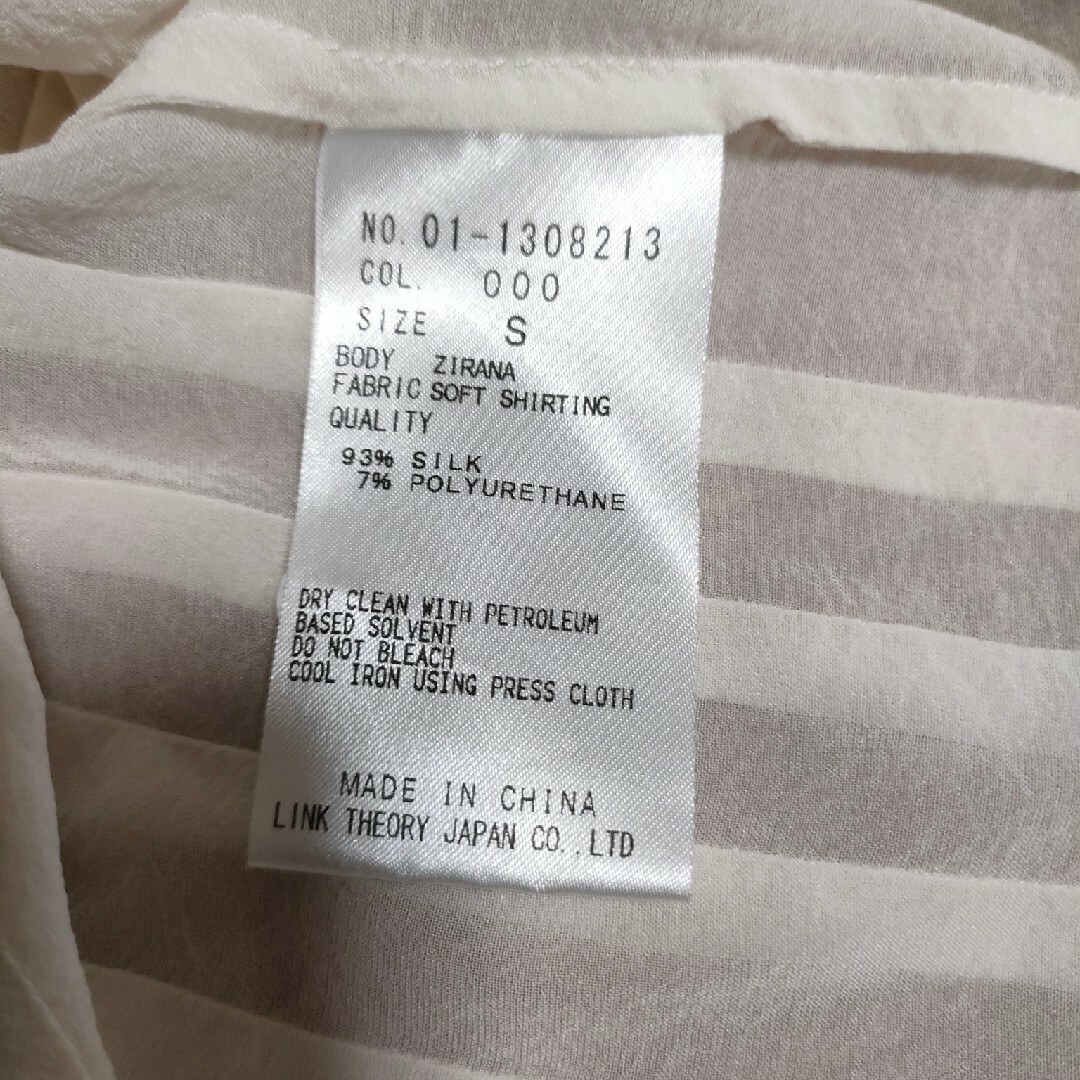 NO. 01-1308213
COL. 000
SIZE S
BODY ZIRANA
FABRIC SOFT SHIRTING
QUALITY
93% SILK
7% POLYURETHANE
DRY CLEAN WITH PETROLEUM
BASED SOLVENT
DO NOT BLEACH
COOL IRON USING PRESS CLOTH
MADE IN CHINA
LINK THEORY JAPAN CO.,LTD